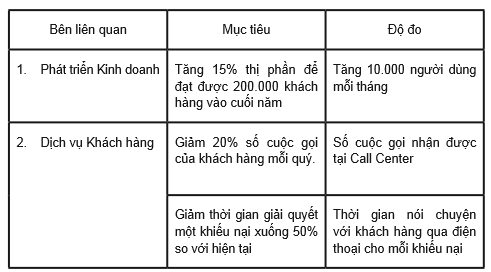 Bên liên quan
Mục tiêu
Độ đo
1. Phát triển Kinh doanh
Tăng 15% thị phần để
đạt được 200.000 khách
hàng vào cuối năm
Tăng 10.000 người dùng
mỗi tháng
2. Dịch vụ Khách hàng
Giảm 20% số cuộc gọi
của khách hàng mỗi quý.
Số cuộc gọi nhận được
tại Call Center
Giảm thời gian giải quyết
một khiếu nại xuống 50%
so với hiện tại
Thời gian nói chuyện
với khách hàng qua điện
thoại cho mỗi khiếu nại